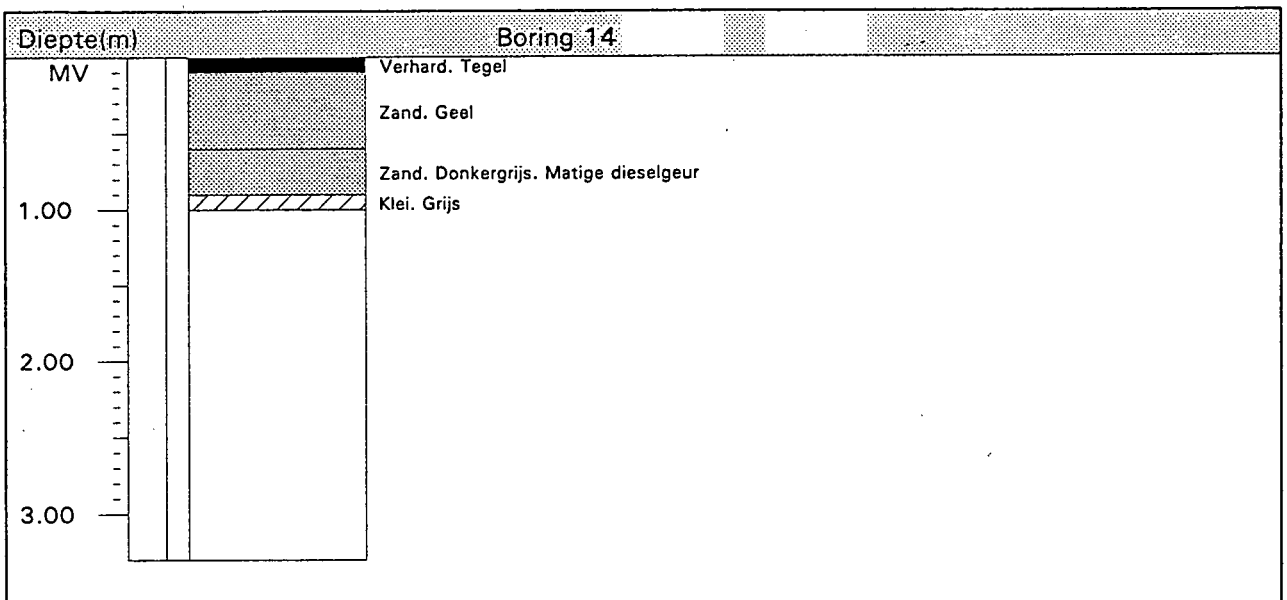 Diepte(m) Boring 14
MV
Verhard. Tegel
Zand. Geel
Zand. Donkergrijs. Matige dieselgeur
1.00
Klei. Grijs
2.00
3.00